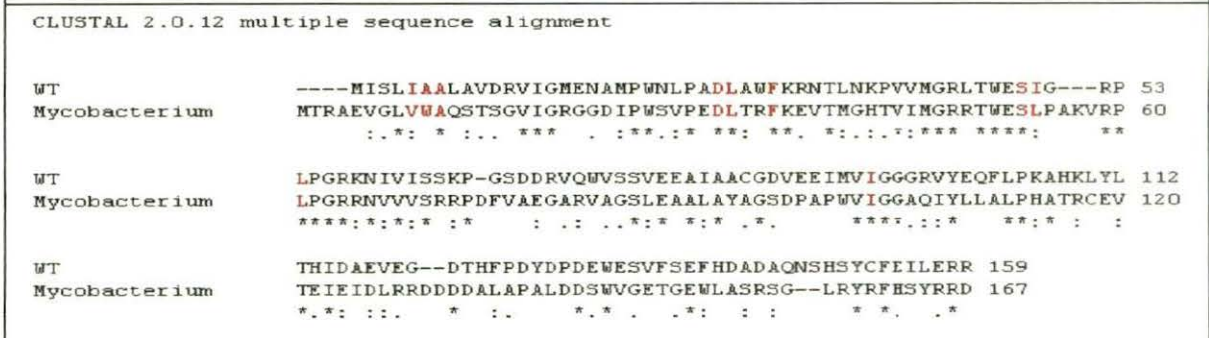 CLUSTAL 2.0.12 multiple sequence alignment
WT ----MISLIAALAVDRVIGMENAMPWNLPADLAWFKRNTLNKPVVMGRLTWESIG---RP 53
Mycobacterium MTRAEVGLVWAQSTSGVIGRGGDIPWSVPEDLTRFKEVTMGHTVIMGRRTWESLPAKVRP 60
:.*: * :.. *** . :**.:* **: **. *:.:.*:*** ****: **
WT LPGRKNIVISSKP-GSDDRVQWVSSVEEAIAACGDVEEIMVIGGGRVYEQFLPKAHKLYL 112
Mycobacterium LPGRRNVVVSRRPDFVAEGARVAGSLEAALAYAGSDPAPWVIGGAQIYLLALPHATRCEV 120
****:*:*:* :* : .: ..*:* *:* .*. ****.::* **:* : :
WT THIDAEVEG--DTHFPDYDPDEWESVFSEFHDADAQNSHSYCFEILERR 159
Mycobacterium TEIEIDLRRDDDDALAPALDDSWVGETGEWLASRSG--LRYRFHSYRRD 167
*.*: ::. * :. *.* . .*: : : * *. .*